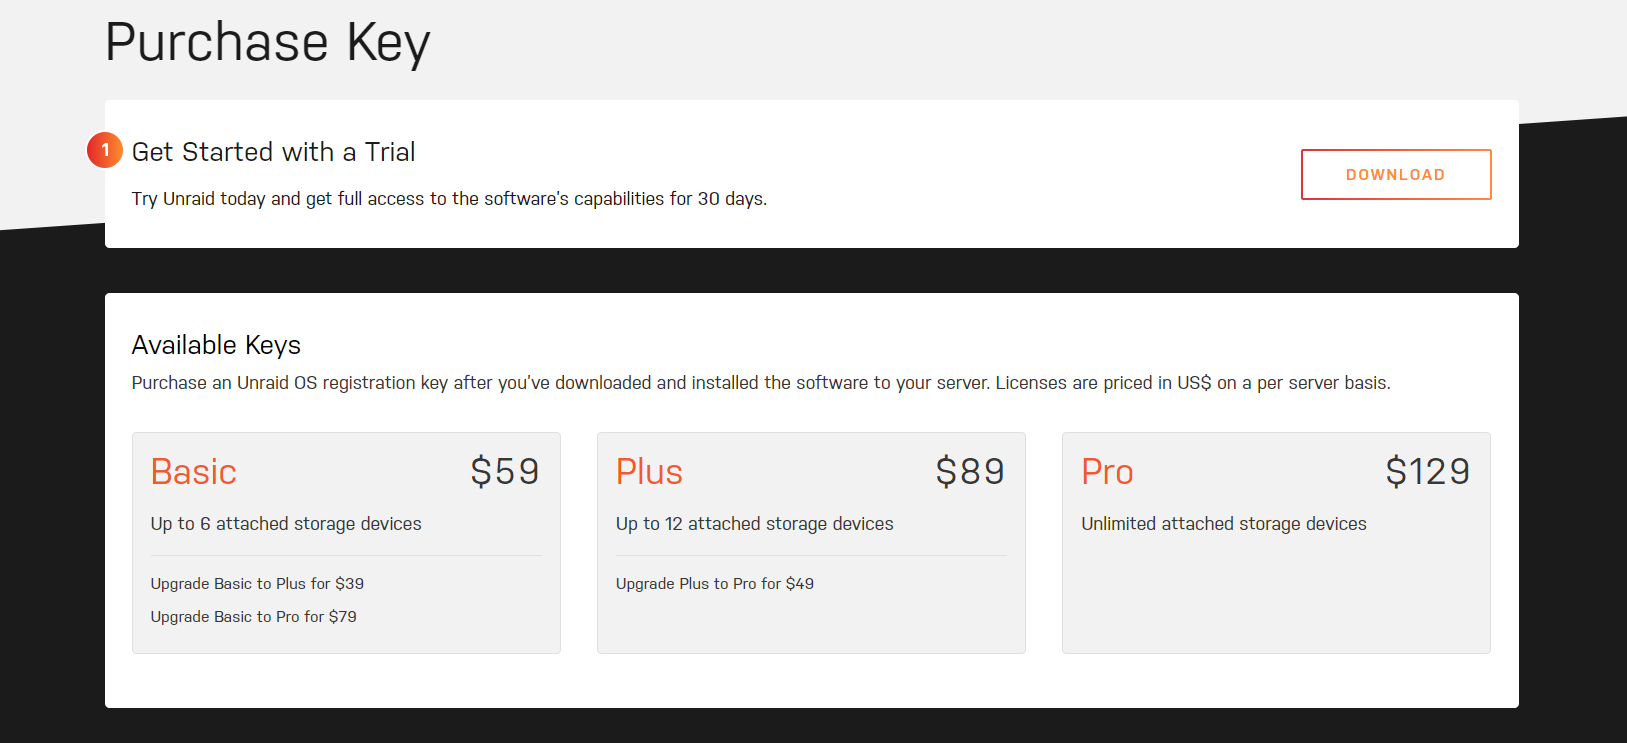 Purchase Key
1
Get Started with a Trial
Try Unraid today and get full access to the software's capabilities for 30 days.
DOWNLOAD
Available Keys
Purchase an Unraid OS registration key after you've downloaded and installed the software to your server. Licenses are priced in US$ on a per server basis.
Basic $59
Up to 6 attached storage devices
Upgrade Basic to Plus for $39
Upgrade Basic to Pro for $79
Plus $89
Up to 12 attached storage devices
Upgrade Plus to Pro for $49
Pro $129
Unlimited attached storage devices